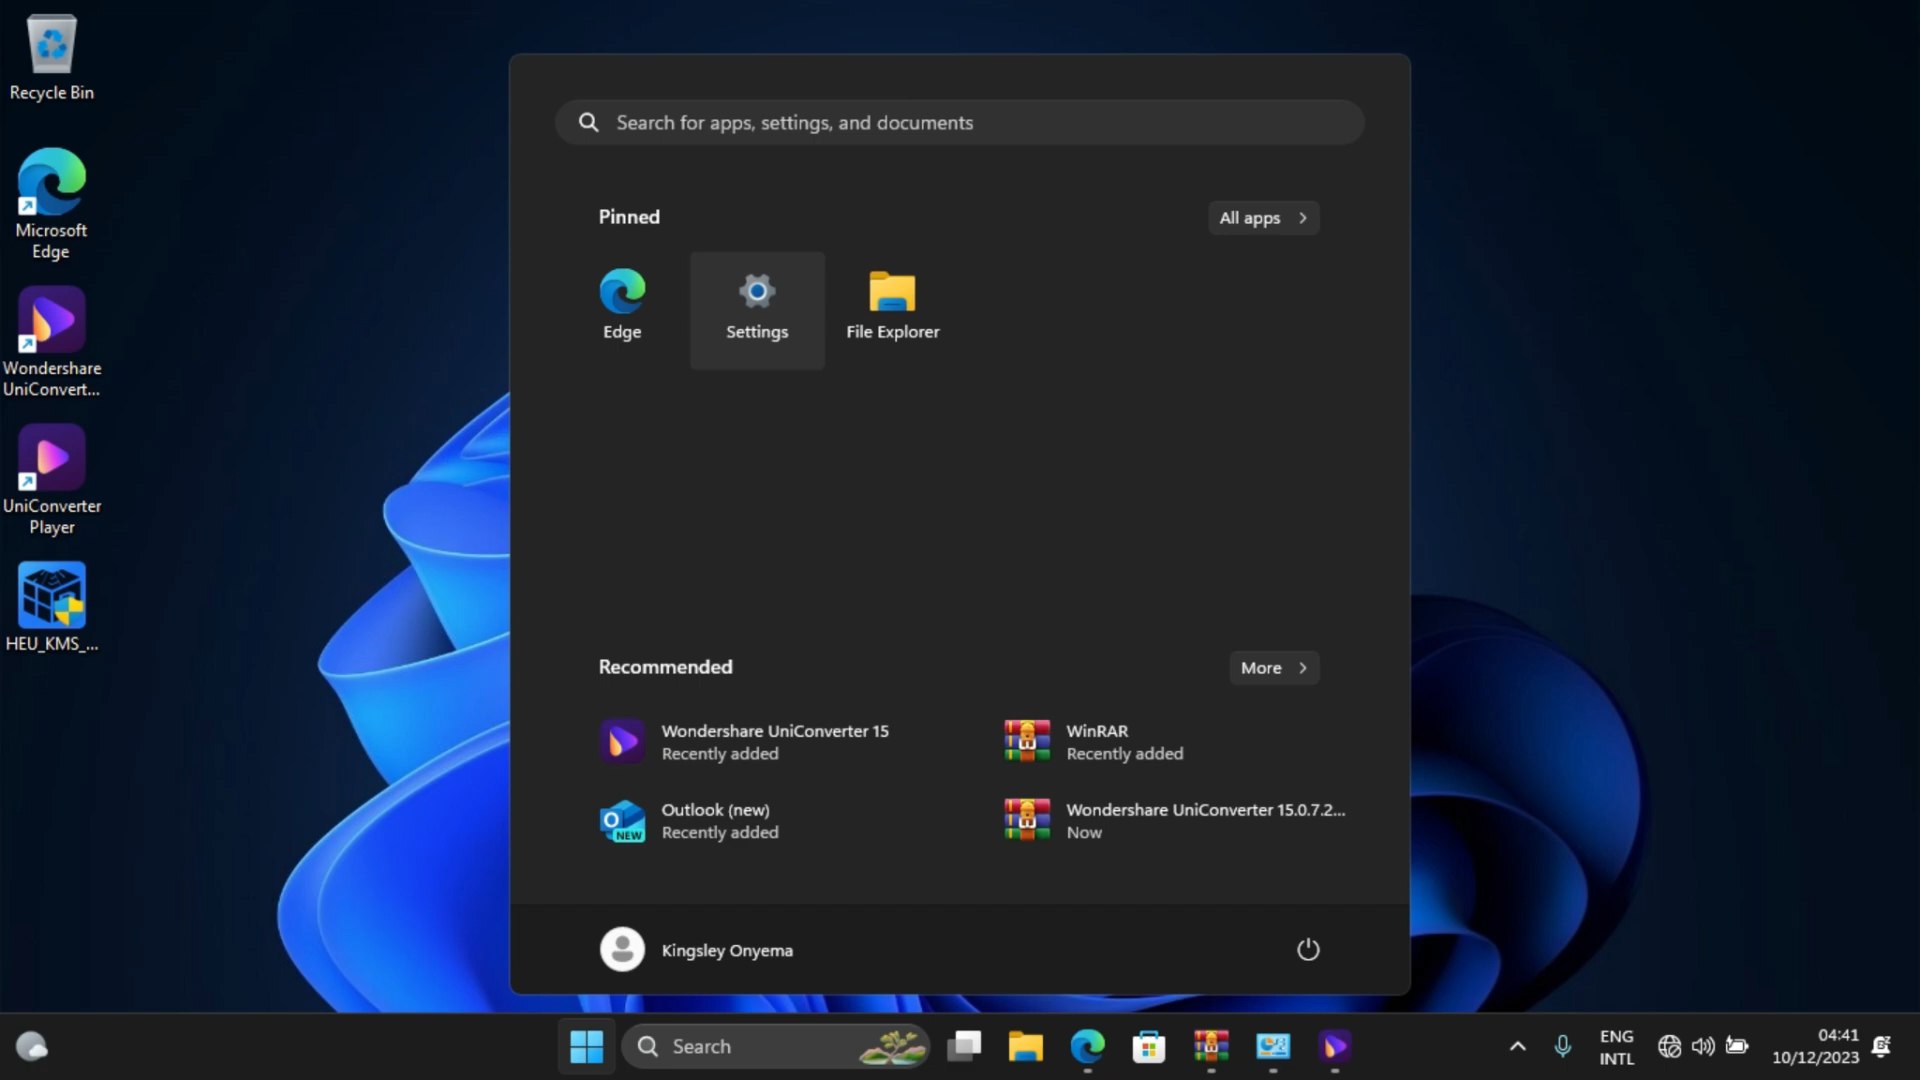 Recycle Bin
Microsoft
Edge
Wondershare
UniConvert...
UniConverter
Player
HEU_KMS_...
Search for apps, settings, and documents
Pinned
All apps
Edge
Settings
File Explorer
Recommended
More
Wondershare UniConverter 15
Recently added
WinRAR
Recently added
Outlook (new)
Recently added
NEW
Wondershare UniConverter 15.0.7.2...
Now
Kingsley Onyema
Search
ENG
INTL
04:41
10/12/2023